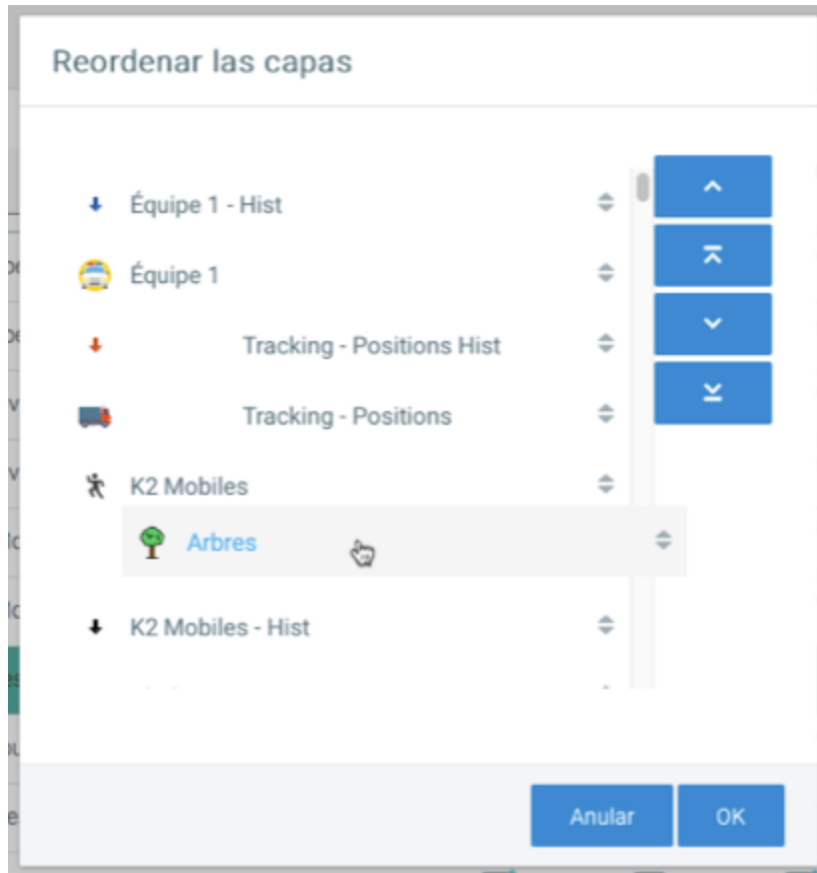 Reordenar las capas
Équipe 1 - Hist
Équipe 1
Tracking - Positions Hist
Tracking - Positions
K2 Mobiles
Arbres
K2 Mobiles - Hist
Anular OK